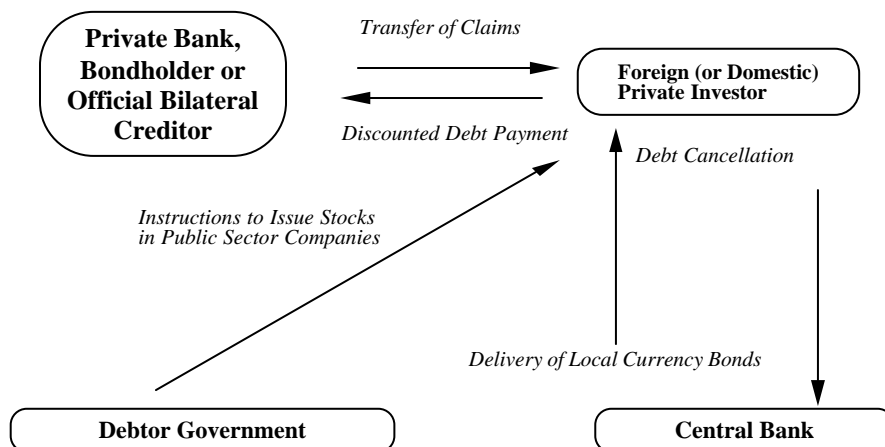 Private Bank,
Bondholder or
Official Bilateral
Creditor
Transfer of Claims
Foreign (or Domestic)
Private Investor
Discounted Debt Payment
Debt Cancellation
Instructions to Issue Stocks
in Public Sector Companies
Delivery of Local Currency Bonds
Debtor Government
Central Bank